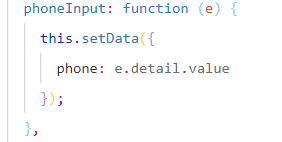 phoneInput: function (e) {
this.setData({
phone: e.detail.value
});
},